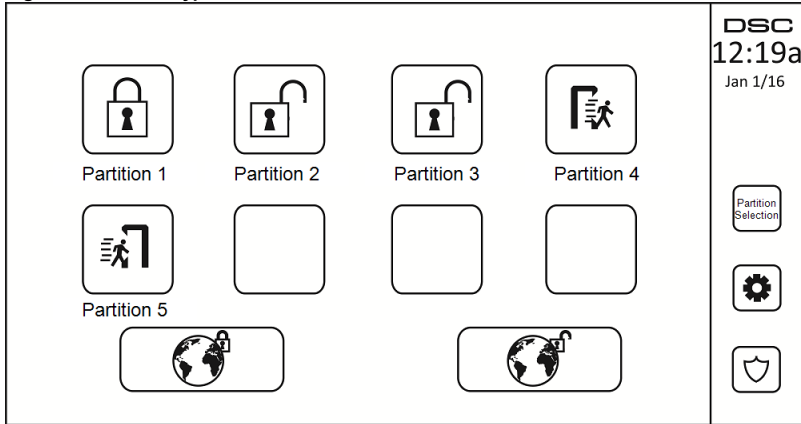 DSC
12:19a
Jan 1/16
Partition 1
Partition 2
Partition 3
Partition 4
Partition
Selection
Partition 5